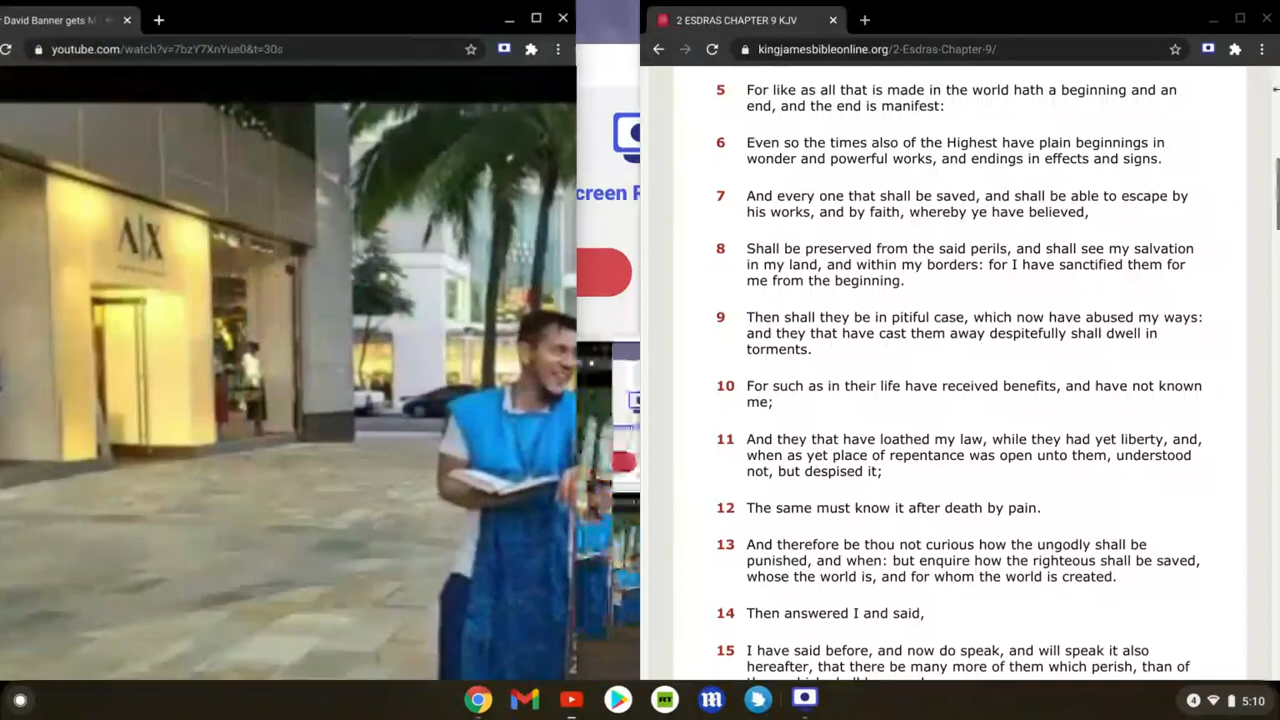 David Banner gets M
youtube.com/watch?v=7bzY7XnYue0&t=30s
A|X
creen R
2 ESDRAS CHAPTER 9 KJV
kingjamesbibleonline.org/2-Esdras-Chapter-9/
5 For like as all that is made in the world hath a beginning and an
end, and the end is manifest:
6 Even so the times also of the Highest have plain beginnings in
wonder and powerful works, and endings in effects and signs.
7 And every one that shall be saved, and shall be able to escape by
his works, and by faith, whereby ye have believed,
8 Shall be preserved from the said perils, and shall see my salvation
in my land, and within my borders: for I have sanctified them for
me from the beginning.
9 Then shall they be in pitiful case, which now have abused my ways:
and they that have cast them away despitefully shall dwell in
torments.
10 For such as in their life have received benefits, and have not known
me;
11 And they that have loathed my law, while they had yet liberty, and,
when as yet place of repentance was open unto them, understood
not, but despised it;
12 The same must know it after death by pain.
13 And therefore be thou not curious how the ungodly shall be
punished, and when: but enquire how the righteous shall be saved,
whose the world is, and for whom the world is created.
14 Then answered I and said,
15 I have said before, and now do speak, and will speak it also
hereafter, that there be many more of them which perish, than of
RT
4 5:10